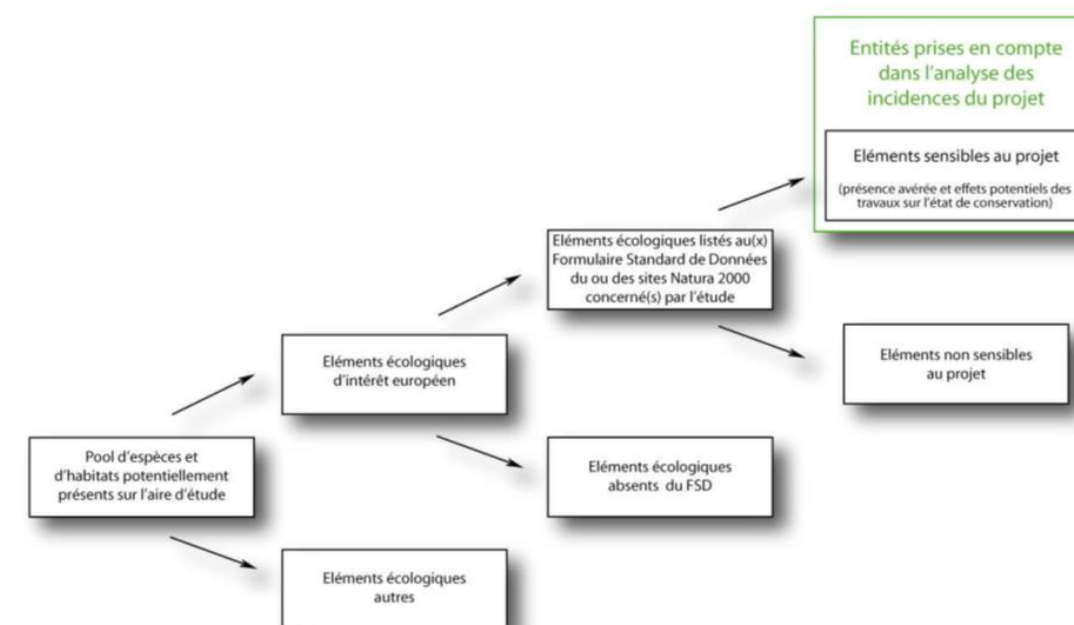 Entités prises en compte
dans l'analyse des
incidences du projet
Eléments sensibles au projet
(présence avérée et effets potentiels des
travaux sur l'état de conservation)
Eléments écologiques listés au(x)
Formulaire Standard de Données
du ou des sites Natura 2000
concerné(s) par l'étude
Eléments non sensibles
au projet
Eléments écologiques
d'intérêt européen
Pool d'espèces et
d'habitats potentiellement
présents sur l'aire d'étude
Eléments écologiques
absents du FSD
Eléments écologiques
autres